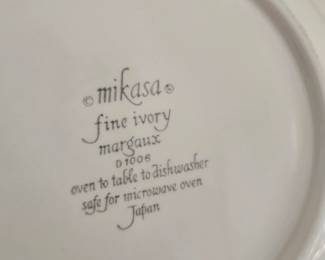 © mikasa ®
fine ivory
margaux
D1006
oven to table to dishwasher
safe for microwave oven
Japan